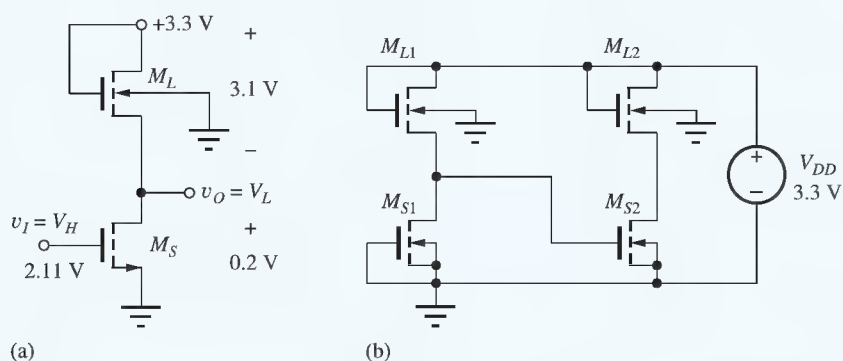 +3.3 V
+
M_L
3.1 V
−
v_O = V_L
v_I = V_H
M_S
+
2.11 V
0.2 V
−
(a)
M_L1
M_L2
+
−
V_DD
3.3 V
M_S1
M_S2
(b)